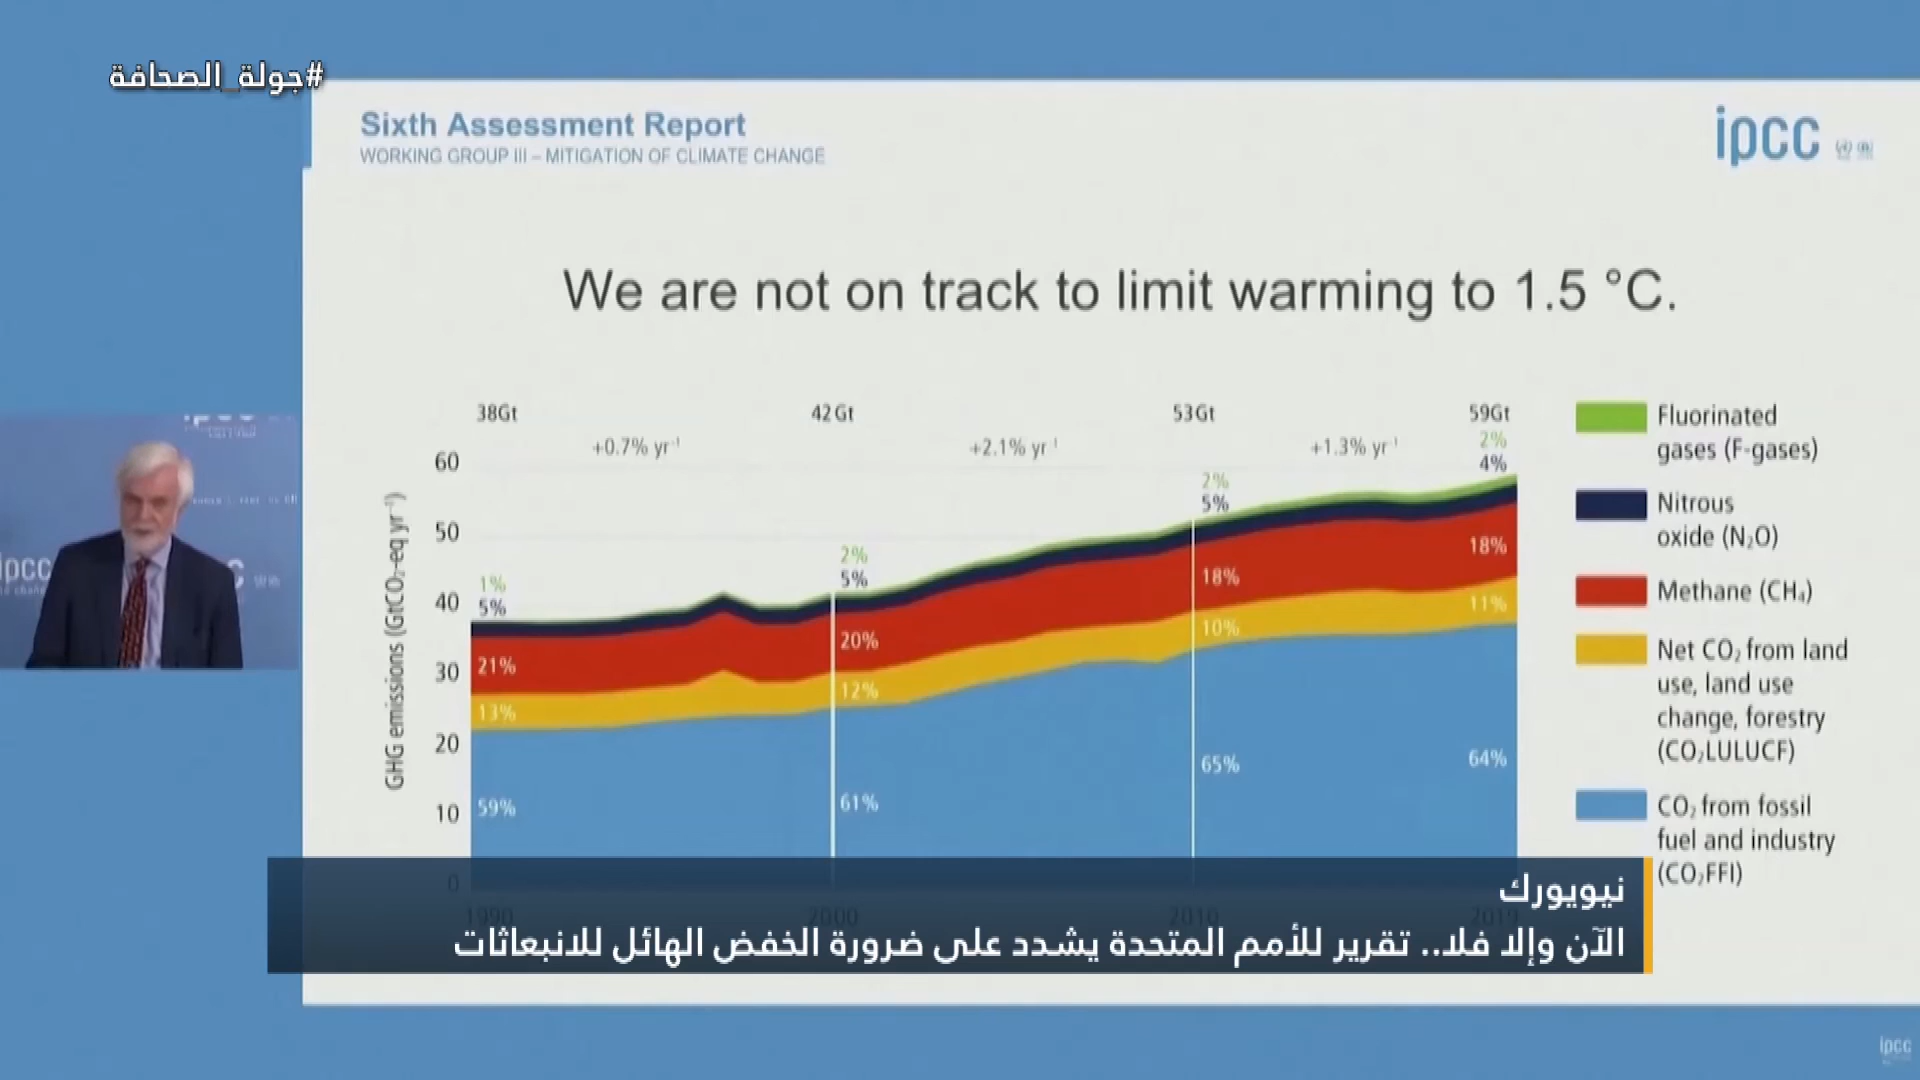 #جولة_الصحافة
Sixth Assessment Report
WORKING GROUP III – MITIGATION OF CLIMATE CHANGE
ipcc
We are not on track to limit warming to 1.5 °C.
38Gt 42Gt 53Gt 59Gt
+0.7% yr⁻¹ +2.1% yr⁻¹ +1.3% yr⁻¹
GHG emissions (GtCO₂-eq yr⁻¹)
60
50
40
30
20
10
0
1%
5%
21%
13%
59%
2%
5%
20%
12%
61%
2%
5%
18%
10%
65%
2%
4%
18%
11%
64%
1990 2000 2010 2019
Fluorinated
gases (F-gases)
Nitrous
oxide (N₂O)
Methane (CH₄)
Net CO₂ from land
use, land use
change, forestry
(CO₂LULUCF)
CO₂ from fossil
fuel and industry
(CO₂FFI)
ipcc
نيويورك
الآن وإلا فلا.. تقرير للأمم المتحدة يشدد على ضرورة الخفض الهائل للانبعاثات
ipcc